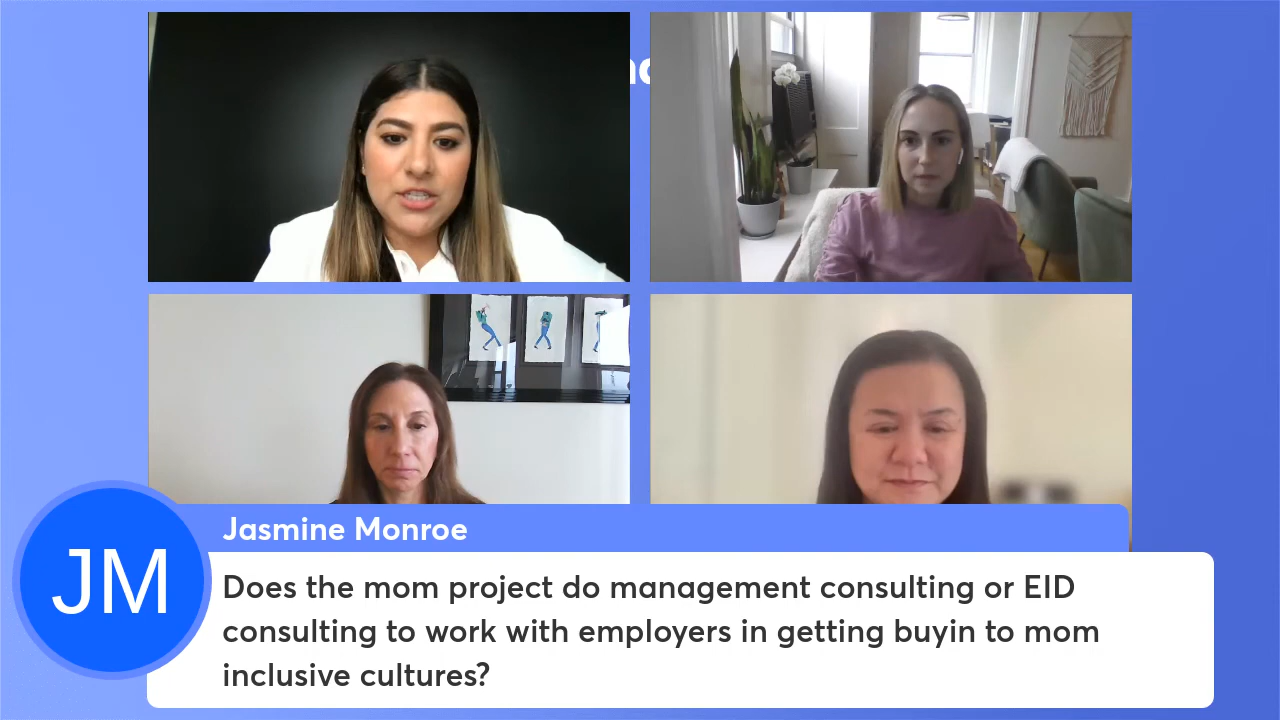 Jasmine Monroe
JM
Does the mom project do management consulting or EID
consulting to work with employers in getting buyin to mom
inclusive cultures?